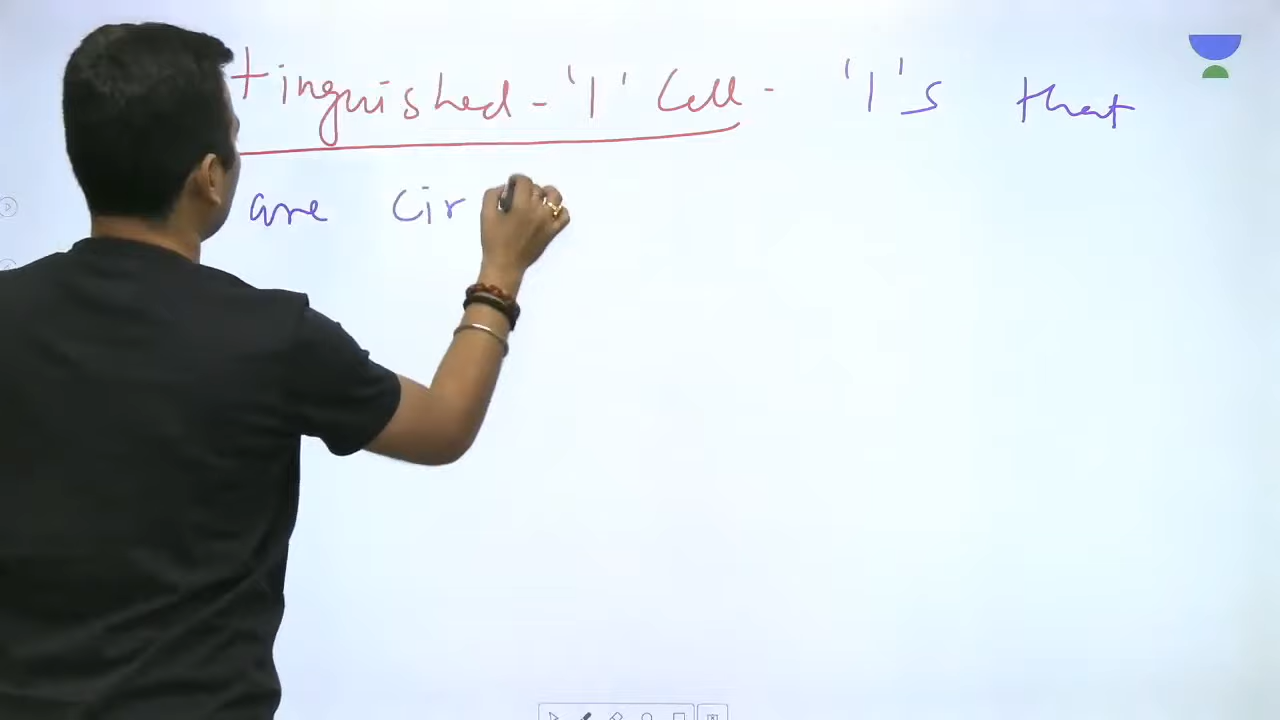 tinguished - '1' Cell - '1's that
are Cir